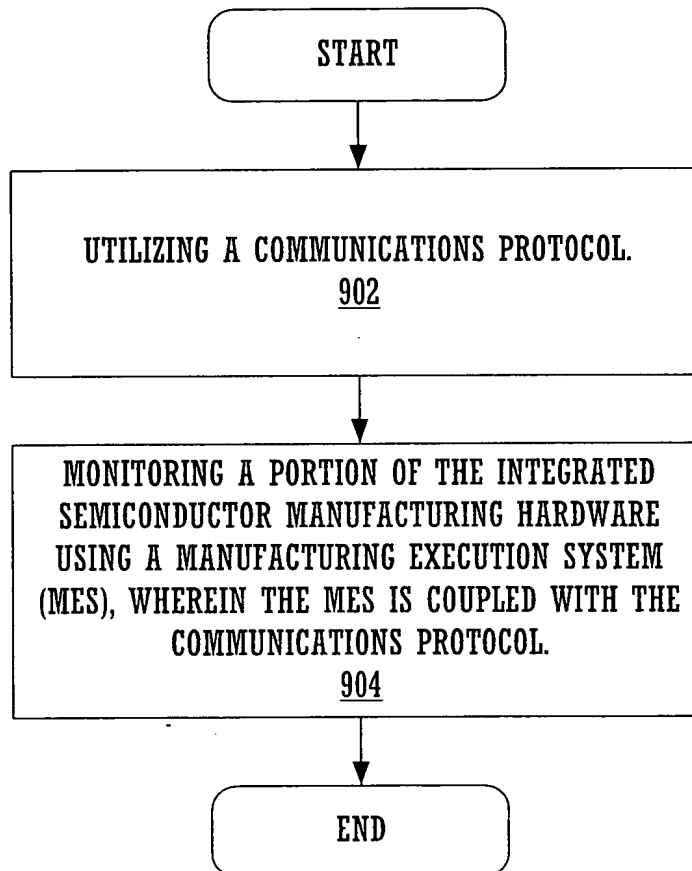 START
UTILIZING A COMMUNICATIONS PROTOCOL.
902
MONITORING A PORTION OF THE INTEGRATED
SEMICONDUCTOR MANUFACTURING HARDWARE
USING A MANUFACTURING EXECUTION SYSTEM
(MES), WHEREIN THE MES IS COUPLED WITH THE
COMMUNICATIONS PROTOCOL.
904
END